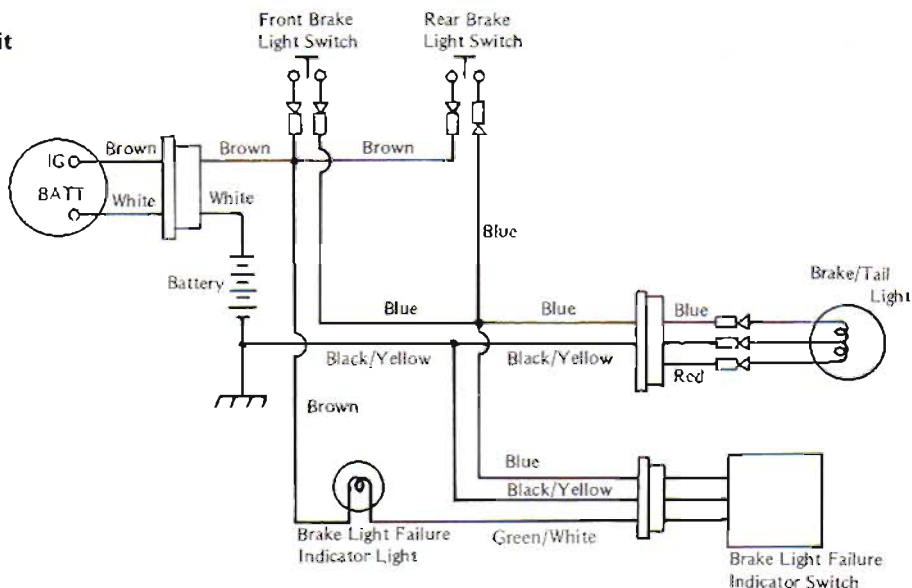 it
Front Brake
Light Switch
Rear Brake
Light Switch
IG
Brown
Brown
Brown
BATT
White
White
Blue
Battery
Brake/Tail
Light
Blue
Blue
Blue
Black/Yellow
Black/Yellow
Red
Brown
Blue
Black/Yellow
Green/White
Brake Light Failure
Indicator Light
Brake Light Failure
Indicator Switch